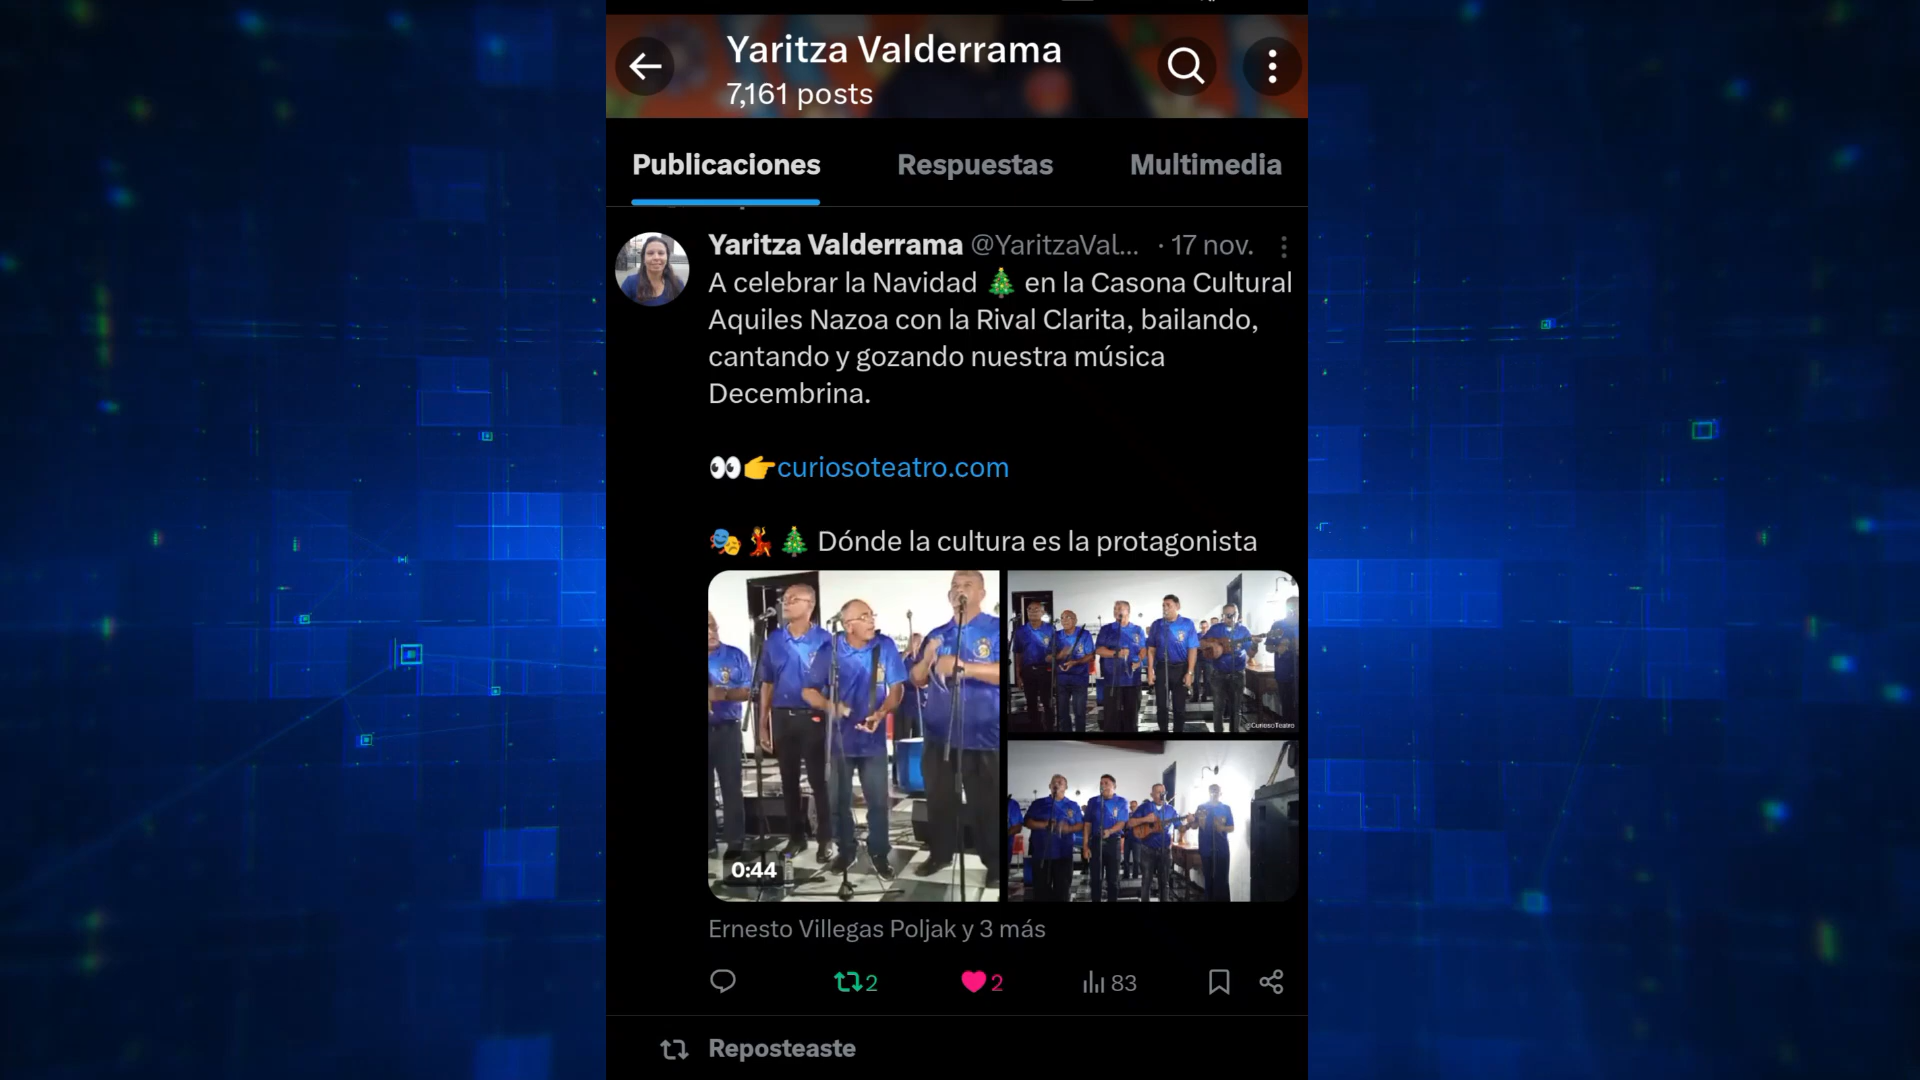 Yaritza Valderrama
7,161 posts
Publicaciones Respuestas Multimedia
Yaritza Valderrama @YaritzaVal... · 17 nov.
A celebrar la Navidad 🎄 en la Casona Cultural
Aquiles Nazoa con la Rival Clarita, bailando,
cantando y gozando nuestra música
Decembrina.
👀👉curiosoteatro.com
🎭💃🎄 Dónde la cultura es la protagonista
@CuriosoTeatro
0:44
Ernesto Villegas Poljak y 3 más
2 2 83
Reposteaste